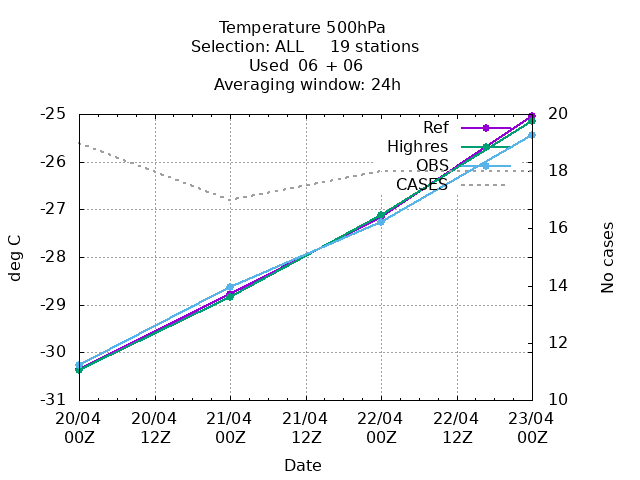 Temperature 500hPa
Selection: ALL     19 stations
Used  06 + 06
Averaging window: 24h
Ref
Highres
OBS
CASES
-25
-26
-27
-28
-29
-30
-31
deg C
20
18
16
14
12
10
No cases
20/04 20/04 21/04 21/04 22/04 22/04 23/04
00Z 12Z 00Z 12Z 00Z 12Z 00Z
Date